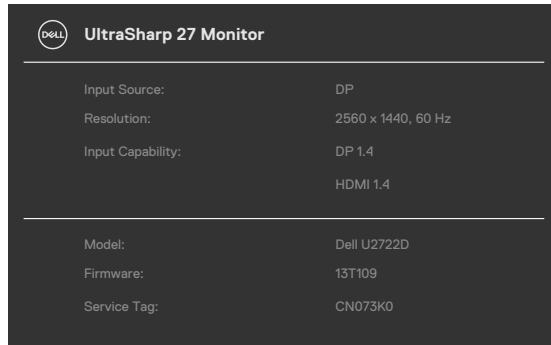 DELL UltraSharp 27 Monitor
Input Source: DP
Resolution: 2560 x 1440, 60 Hz
Input Capability: DP 1.4
HDMI 1.4
Model: Dell U2722D
Firmware: 13T109
Service Tag: CN073K0